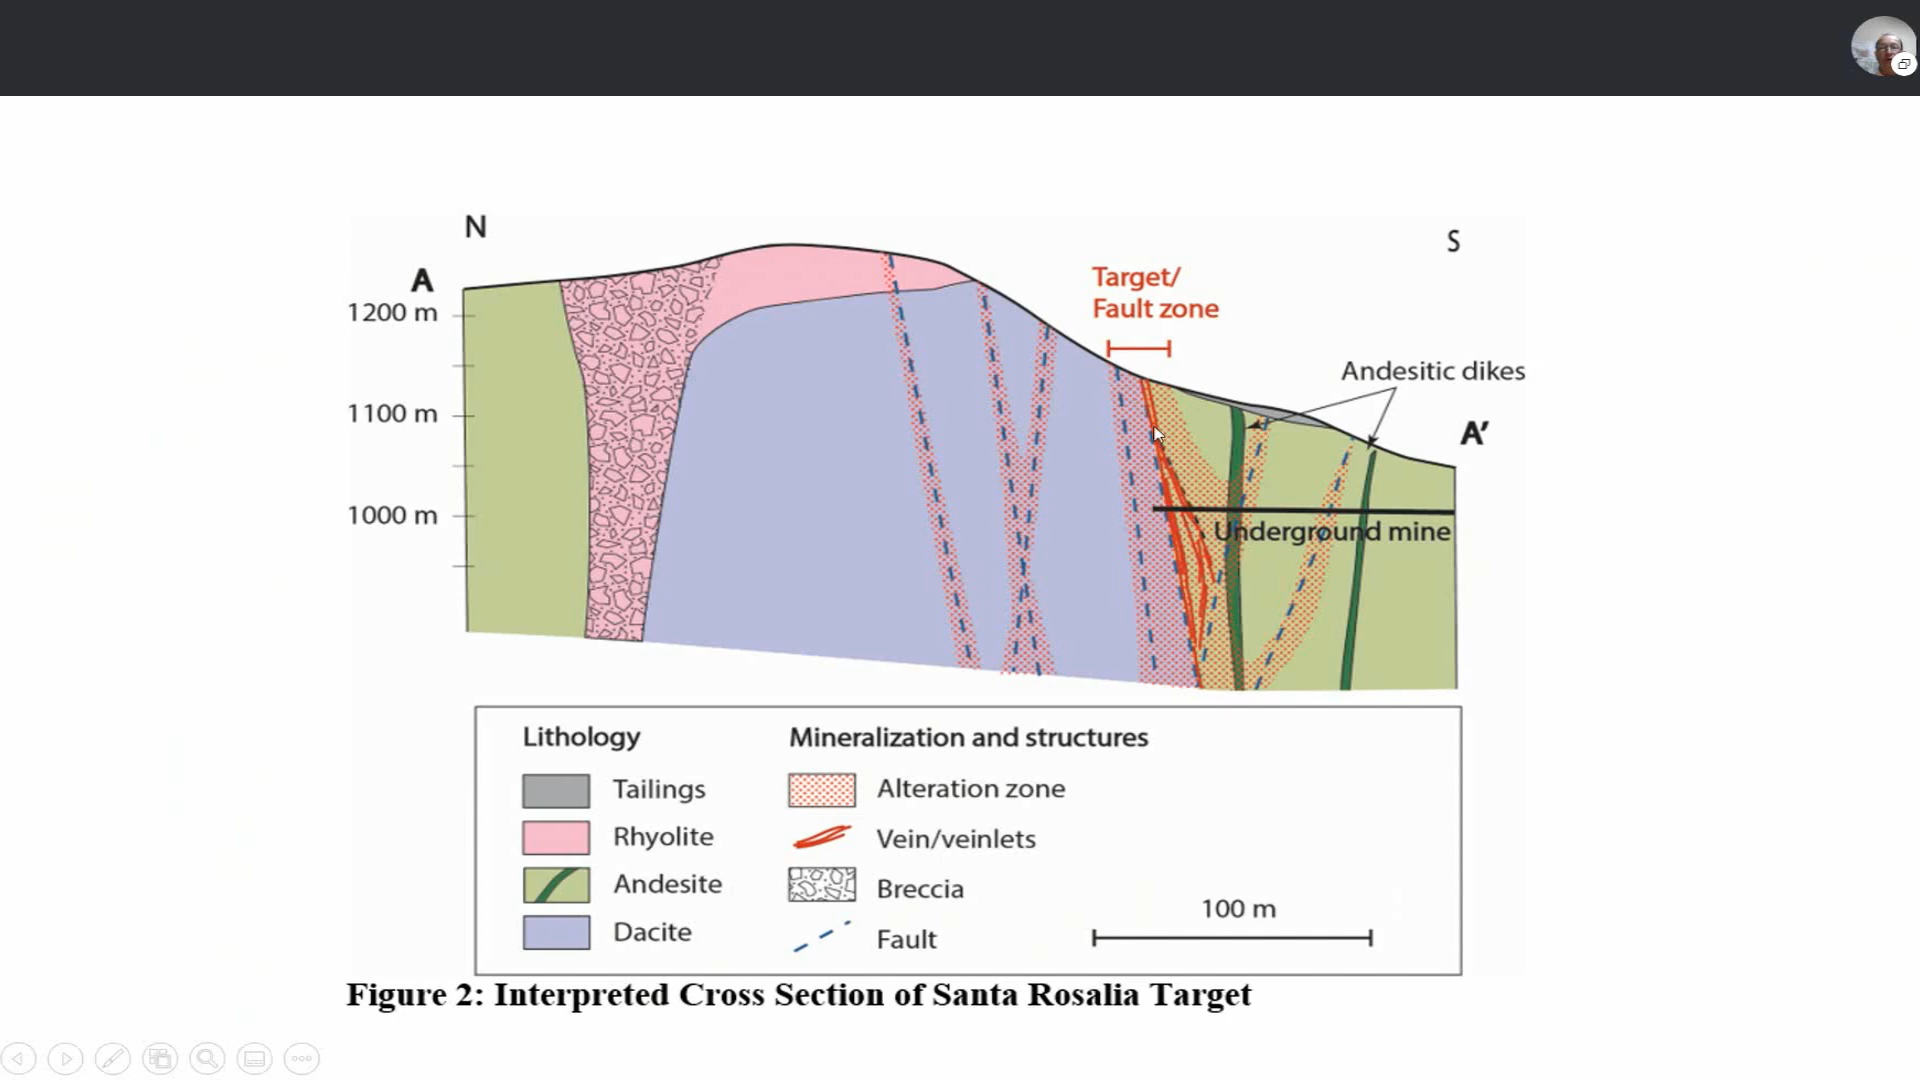 N
S
A
Target/
Fault zone
1200 m
Andesitic dikes
1100 m
A′
1000 m
Underground mine
Lithology
Tailings
Rhyolite
Andesite
Dacite
Mineralization and structures
Alteration zone
Vein/veinlets
Breccia
Fault
100 m
Figure 2: Interpreted Cross Section of Santa Rosalia Target